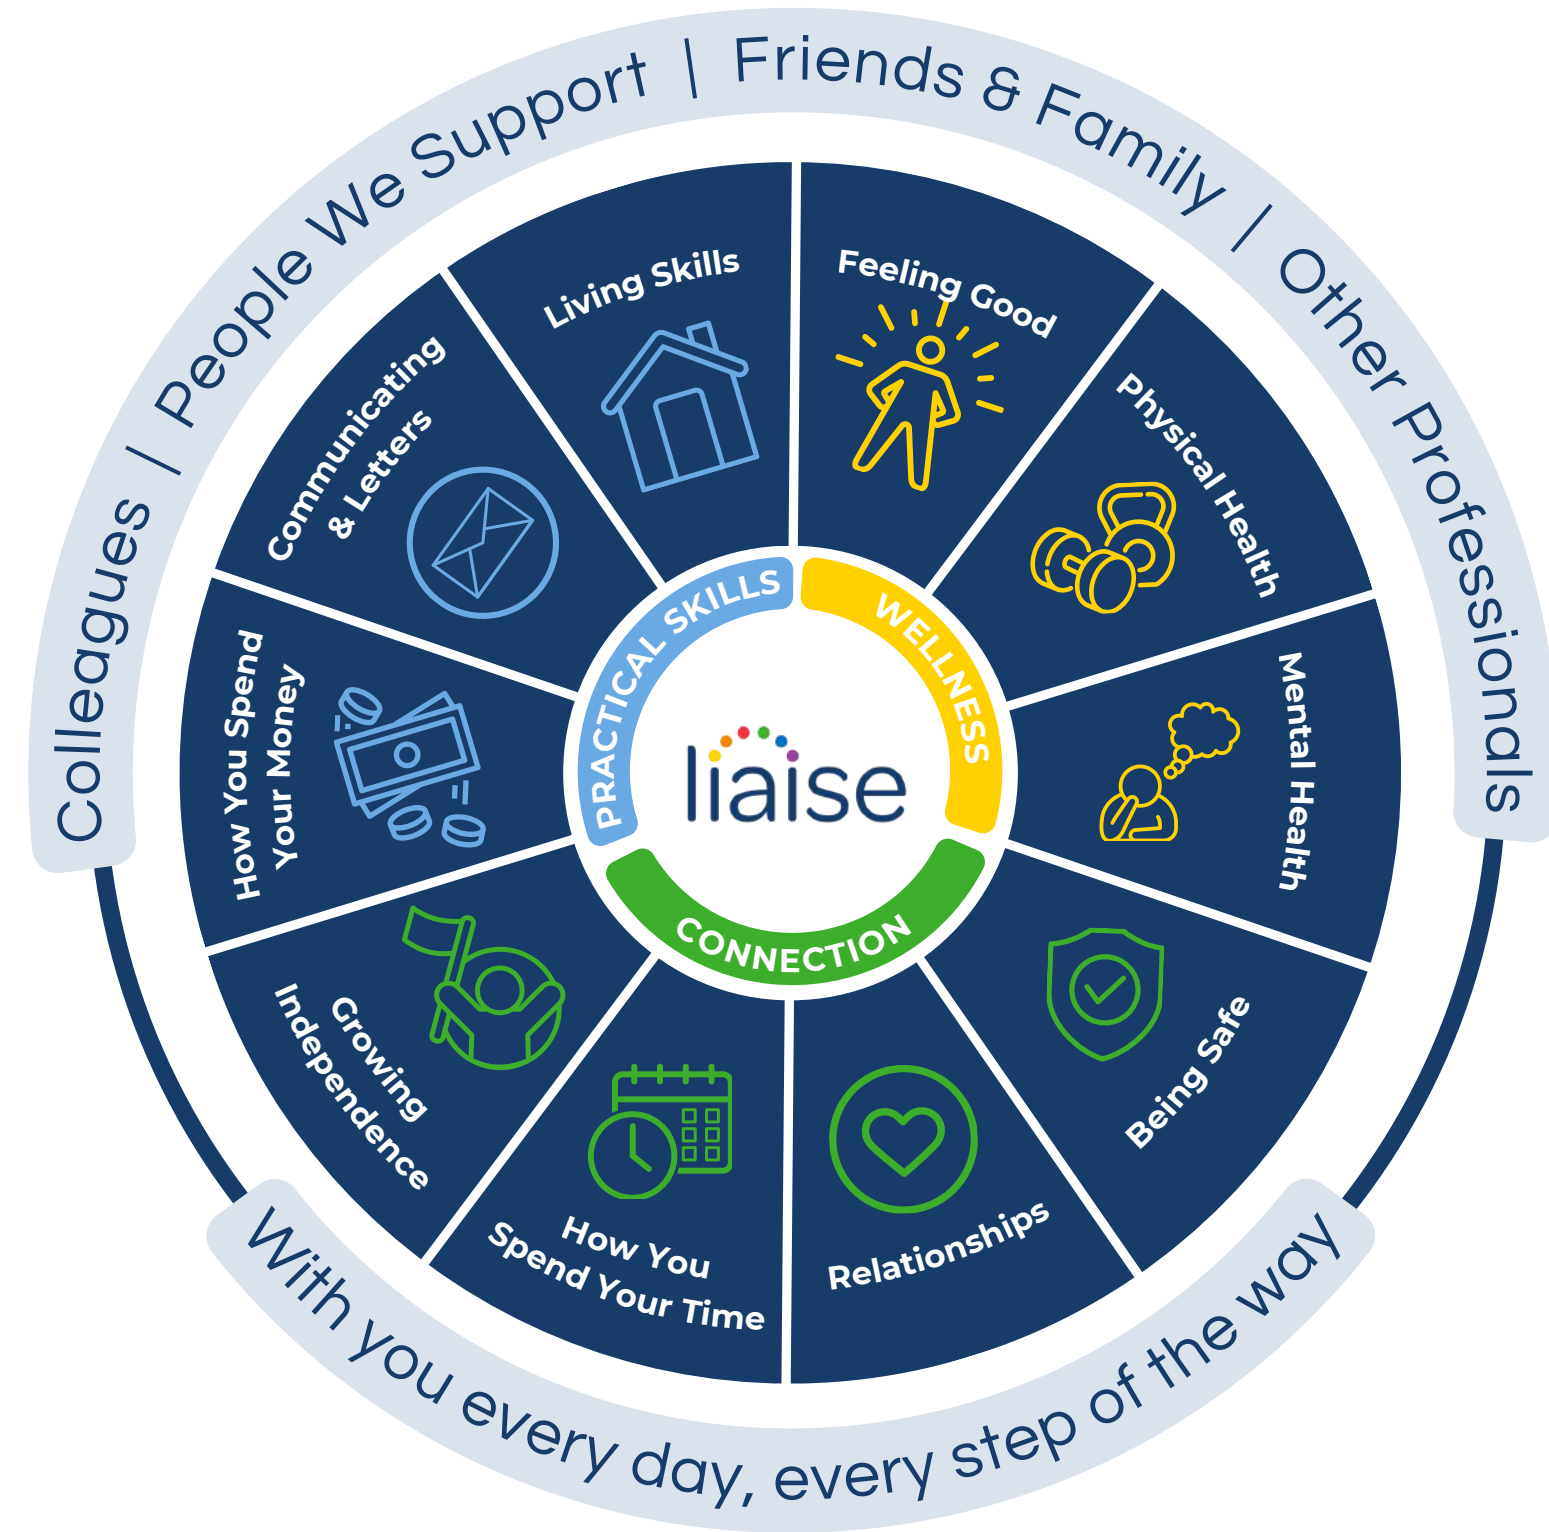 Colleagues | People We Support | Friends & Family | Other Professionals
Living Skills
Feeling Good
Physical Health
Mental Health
Being Safe
Relationships
How You
Spend Your Time
Growing
Independence
How You Spend
Your Money
Communicating
& Letters
PRACTICAL SKILLS
WELLNESS
CONNECTION
liaise
With you every day, every step of the way